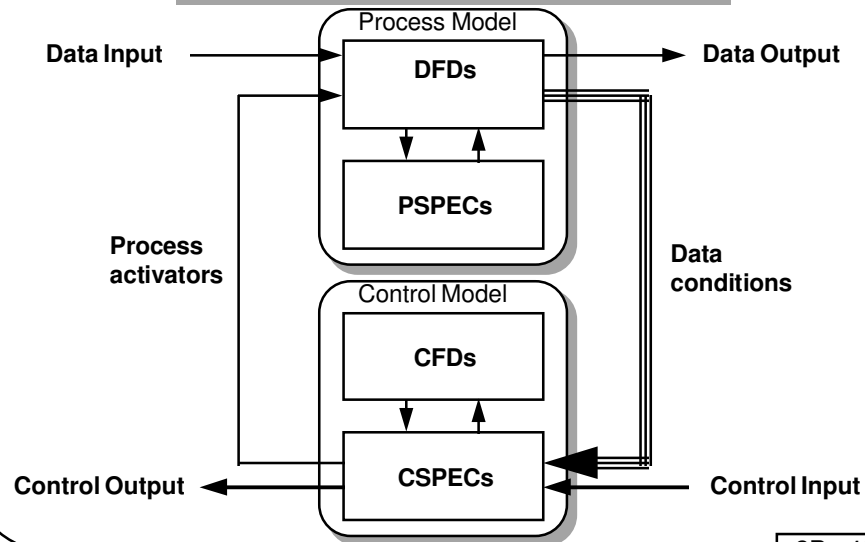 Process Model
Data Input
DFDs
Data Output
PSPECs
Process
activators
Data
conditions
Control Model
CFDs
CSPECs
Control Output
Control Input